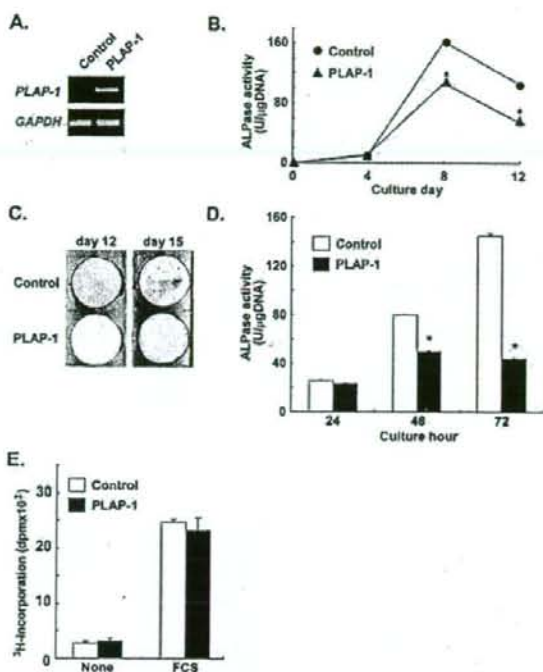 A.
Control
PLAP-1
PLAP-1
GAPDH
B.
ALPase activity
(U/μgDNA)
160
80
0
Control
PLAP-1
*
*
0
4
8
12
Culture day
C.
day 12
day 15
Control
PLAP-1
D.
ALPase activity
(U/μgDNA)
160
120
80
40
0
Control
PLAP-1
*
*
24
48
72
Culture hour
E.
³H-Incorporation (dpmx10³)
30
20
10
0
Control
PLAP-1
None
FCS